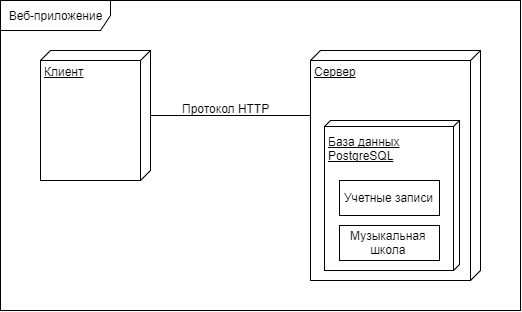 Веб-приложение
Клиент
Сервер
Протокол HTTP
База данных
PostgreSQL
Учетные записи
Музыкальная
школа